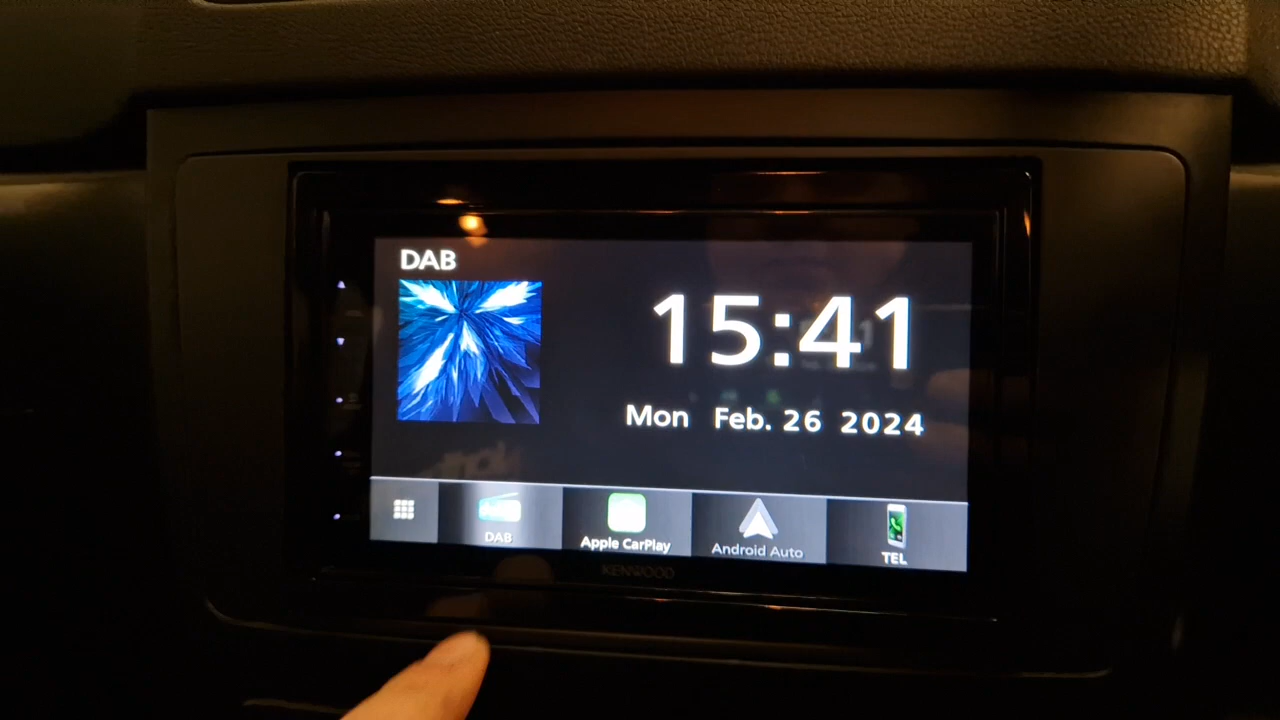 DAB
15:41
Mon Feb. 26 2024
DAB
Apple CarPlay
Android Auto
TEL
KENWOOD